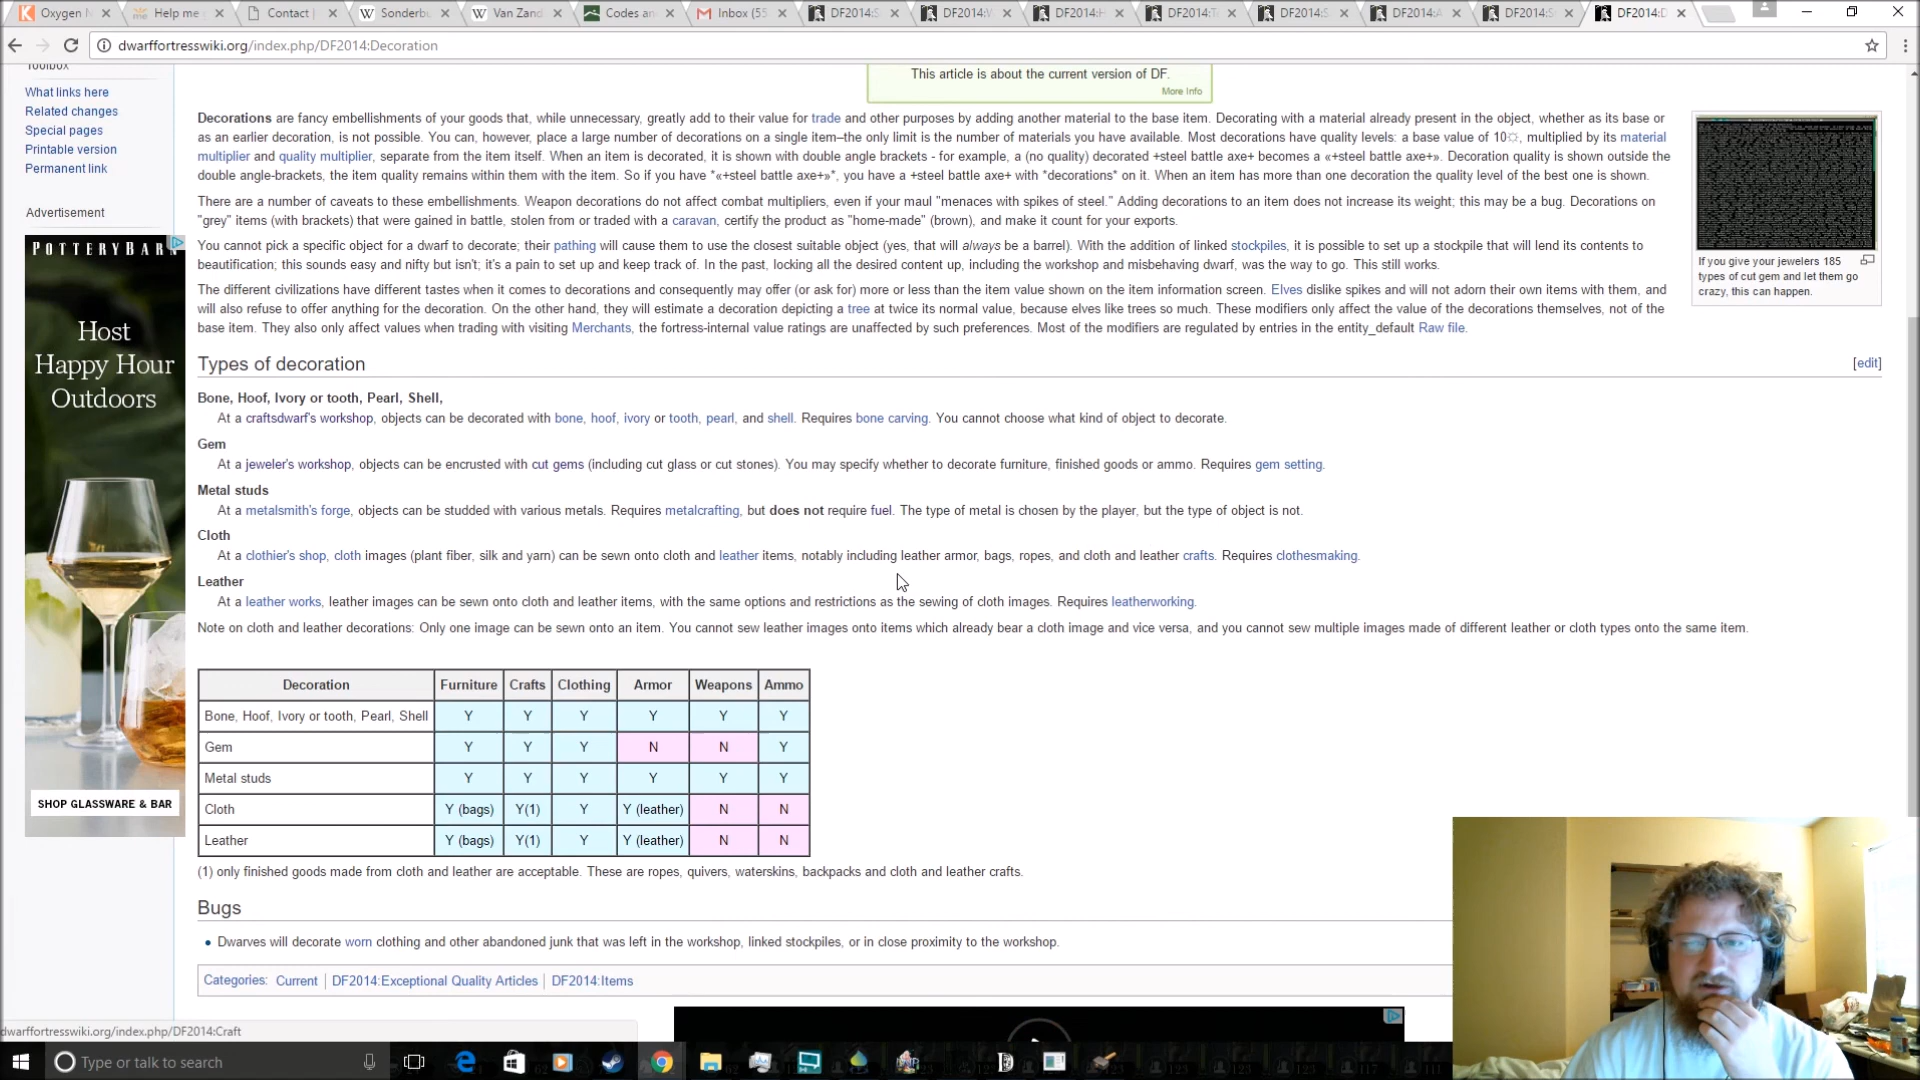 Oxygen N
Help me
Contact
Sonderbu
Van Zand
Codes an
Inbox (55
DF2014:S
DF2014:
DF2014:H
DF2014:T
DF2014:S
DF2014:A
DF2014:S
DF2014:D
dwarffortresswiki.org/index.php/DF2014:Decoration
Toolbox
What links here
Related changes
Special pages
Printable version
Permanent link
Advertisement
POTTERY BARN
Host
Happy Hour
Outdoors
SHOP GLASSWARE & BAR
This article is about the current version of DF.
More Info
Decorations are fancy embellishments of your goods that, while unnecessary, greatly add to their value for trade and other purposes by adding another material to the base item. Decorating with a material already present in the object, whether as its base or
as an earlier decoration, is not possible. You can, however, place a large number of decorations on a single item–the only limit is the number of materials you have available. Most decorations have quality levels: a base value of 10☼, multiplied by its material
multiplier and quality multiplier, separate from the item itself. When an item is decorated, it is shown with double angle brackets - for example, a (no quality) decorated +steel battle axe+ becomes a «+steel battle axe+». Decoration quality is shown outside the
double angle-brackets, the item quality remains within them with the item. So if you have *«+steel battle axe+»*, you have a +steel battle axe+ with *decorations* on it. When an item has more than one decoration the quality level of the best one is shown.
There are a number of caveats to these embellishments. Weapon decorations do not affect combat multipliers, even if your maul "menaces with spikes of steel." Adding decorations to an item does not increase its weight; this may be a bug. Decorations on
"grey" items (with brackets) that were gained in battle, stolen from or traded with a caravan, certify the product as "home-made" (brown), and make it count for your exports.
You cannot pick a specific object for a dwarf to decorate; their pathing will cause them to use the closest suitable object (yes, that will always be a barrel). With the addition of linked stockpiles, it is possible to set up a stockpile that will lend its contents to
beautification; this sounds easy and nifty but isn't; it's a pain to set up and keep track of. In the past, locking all the desired content up, including the workshop and misbehaving dwarf, was the way to go. This still works.
The different civilizations have different tastes when it comes to decorations and consequently may offer (or ask for) more or less than the item value shown on the item information screen. Elves dislike spikes and will not adorn their own items with them, and
will also refuse to offer anything for the decoration. On the other hand, they will estimate a decoration depicting a tree at twice its normal value, because elves like trees so much. These modifiers only affect the value of the decorations themselves, not of the
base item. They also only affect values when trading with visiting Merchants, the fortress-internal value ratings are unaffected by such preferences. Most of the modifiers are regulated by entries in the entity_default Raw file.
If you give your jewelers 185
types of cut gem and let them go
crazy, this can happen.
Types of decoration
[edit]
Bone, Hoof, Ivory or tooth, Pearl, Shell,
At a craftsdwarf's workshop, objects can be decorated with bone, hoof, ivory or tooth, pearl, and shell. Requires bone carving. You cannot choose what kind of object to decorate.
Gem
At a jeweler's workshop, objects can be encrusted with cut gems (including cut glass or cut stones). You may specify whether to decorate furniture, finished goods or ammo. Requires gem setting.
Metal studs
At a metalsmith's forge, objects can be studded with various metals. Requires metalcrafting, but does not require fuel. The type of metal is chosen by the player, but the type of object is not.
Cloth
At a clothier's shop, cloth images (plant fiber, silk and yarn) can be sewn onto cloth and leather items, notably including leather armor, bags, ropes, and cloth and leather crafts. Requires clothesmaking.
Leather
At a leather works, leather images can be sewn onto cloth and leather items, with the same options and restrictions as the sewing of cloth images. Requires leatherworking.
Note on cloth and leather decorations: Only one image can be sewn onto an item. You cannot sew leather images onto items which already bear a cloth image and vice versa, and you cannot sew multiple images made of different leather or cloth types onto the same item.
Decoration Furniture Crafts Clothing Armor Weapons Ammo
Bone, Hoof, Ivory or tooth, Pearl, Shell Y Y Y Y Y Y
Gem Y Y Y N N Y
Metal studs Y Y Y Y Y Y
Cloth Y (bags) Y(1) Y Y (leather) N N
Leather Y (bags) Y(1) Y Y (leather) N N
(1) only finished goods made from cloth and leather are acceptable. These are ropes, quivers, waterskins, backpacks and cloth and leather crafts.
Bugs
Dwarves will decorate worn clothing and other abandoned junk that was left in the workshop, linked stockpiles, or in close proximity to the workshop.
Categories: Current | DF2014:Exceptional Quality Articles | DF2014:Items
dwarffortresswiki.org/index.php/DF2014:Craft
Type or talk to search